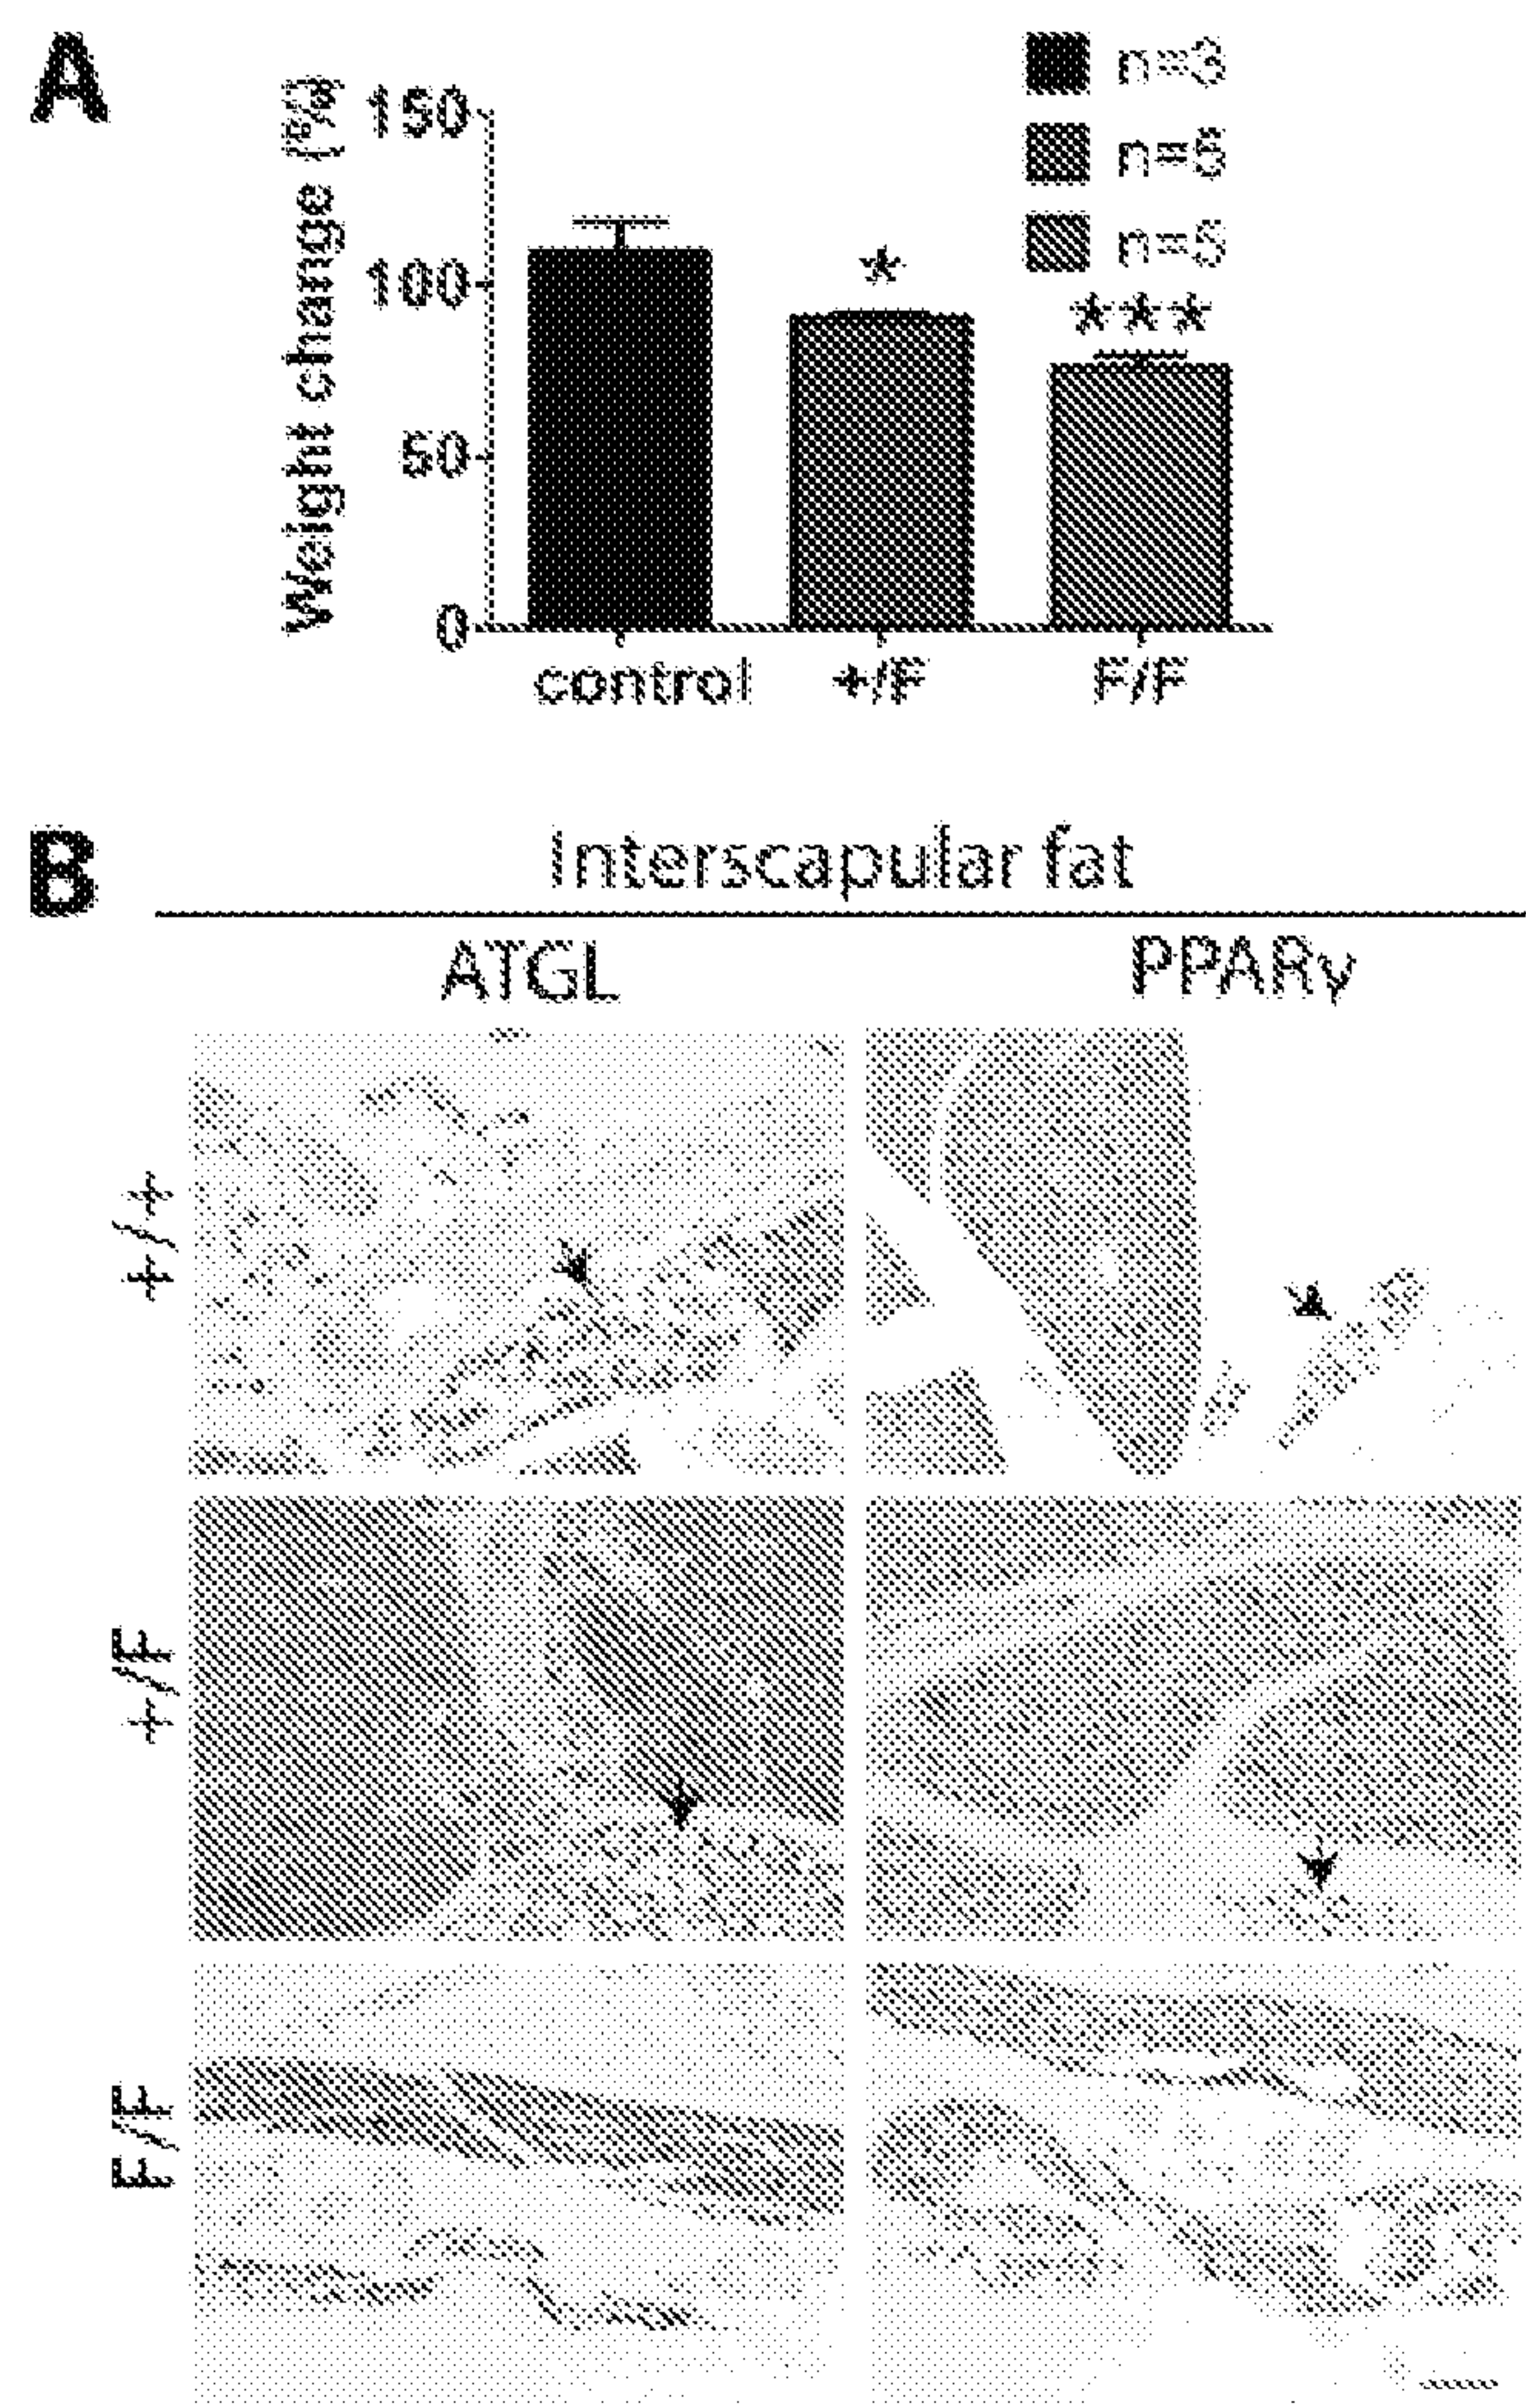 A
Weight change [%]
150
100
50
0
n=3
n=5
n=5
*
***
control
+/F
F/F
B
Interscapular fat
ATGL
PPARγ
+/+
+/F
F/F